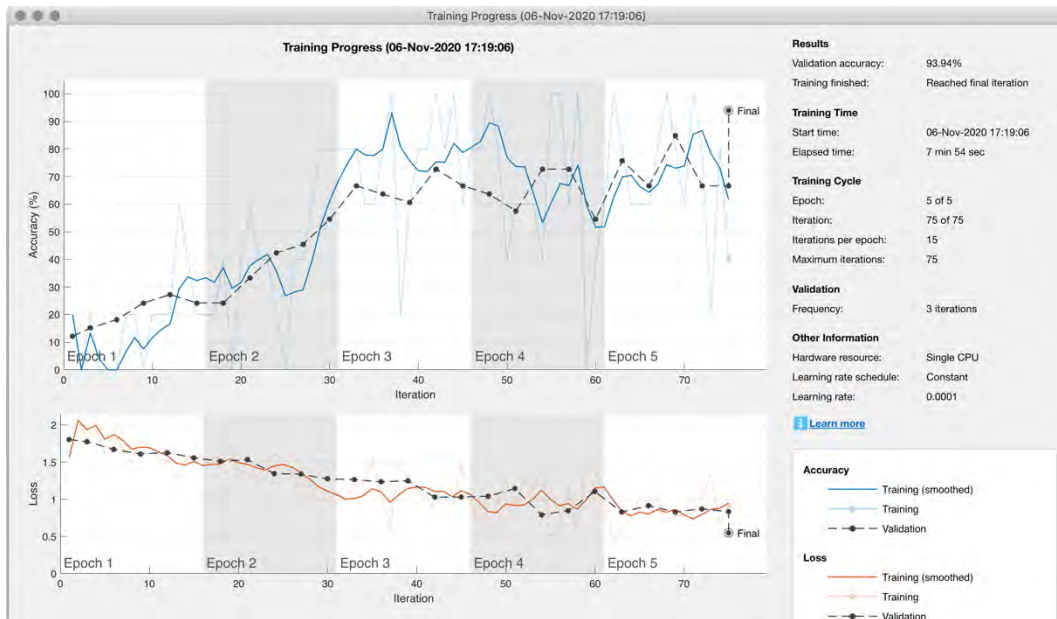 Training Progress (06-Nov-2020 17:19:06)
Training Progress (06-Nov-2020 17:19:06)
100
90
80
70
60
50
40
30
20
10
0
Accuracy (%)
Final
Epoch 1
Epoch 2
Epoch 3
Epoch 4
Epoch 5
0
10
20
30
40
50
60
70
Iteration
2
1.5
1
0.5
0
Loss
Final
Epoch 1
Epoch 2
Epoch 3
Epoch 4
Epoch 5
0
10
20
30
40
50
60
70
Iteration
Results
Validation accuracy: 93.94%
Training finished: Reached final iteration
Training Time
Start time: 06-Nov-2020 17:19:06
Elapsed time: 7 min 54 sec
Training Cycle
Epoch: 5 of 5
Iteration: 75 of 75
Iterations per epoch: 15
Maximum iterations: 75
Validation
Frequency: 3 iterations
Other Information
Hardware resource: Single CPU
Learning rate schedule: Constant
Learning rate: 0.0001
i Learn more
Accuracy
Training (smoothed)
Training
Validation
Loss
Training (smoothed)
Training
Validation